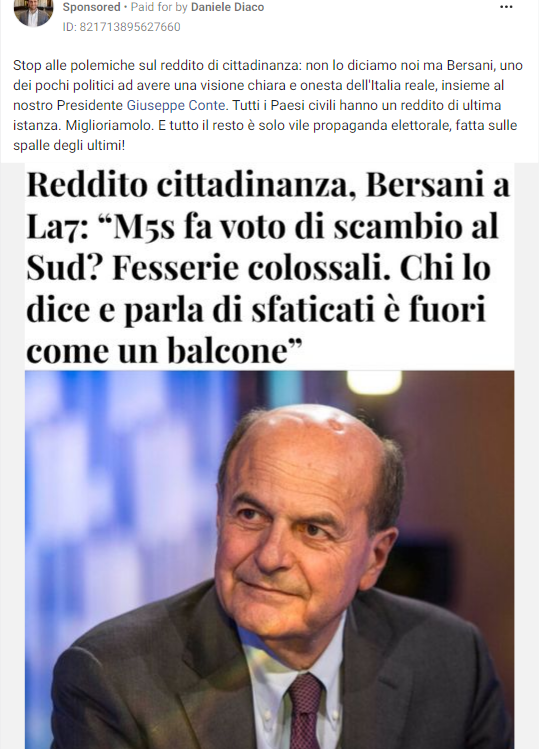 Sponsored • Paid for by Daniele Diaco
ID: 821713895627660
Stop alle polemiche sul reddito di cittadinanza: non lo diciamo noi ma Bersani, uno
dei pochi politici ad avere una visione chiara e onesta dell'Italia reale, insieme al
nostro Presidente Giuseppe Conte. Tutti i Paesi civili hanno un reddito di ultima
istanza. Miglioriamolo. E tutto il resto è solo vile propaganda elettorale, fatta sulle
spalle degli ultimi!
Reddito cittadinanza, Bersani a
La7: “M5s fa voto di scambio al
Sud? Fesserie colossali. Chi lo
dice e parla di sfaticati è fuori
come un balcone”